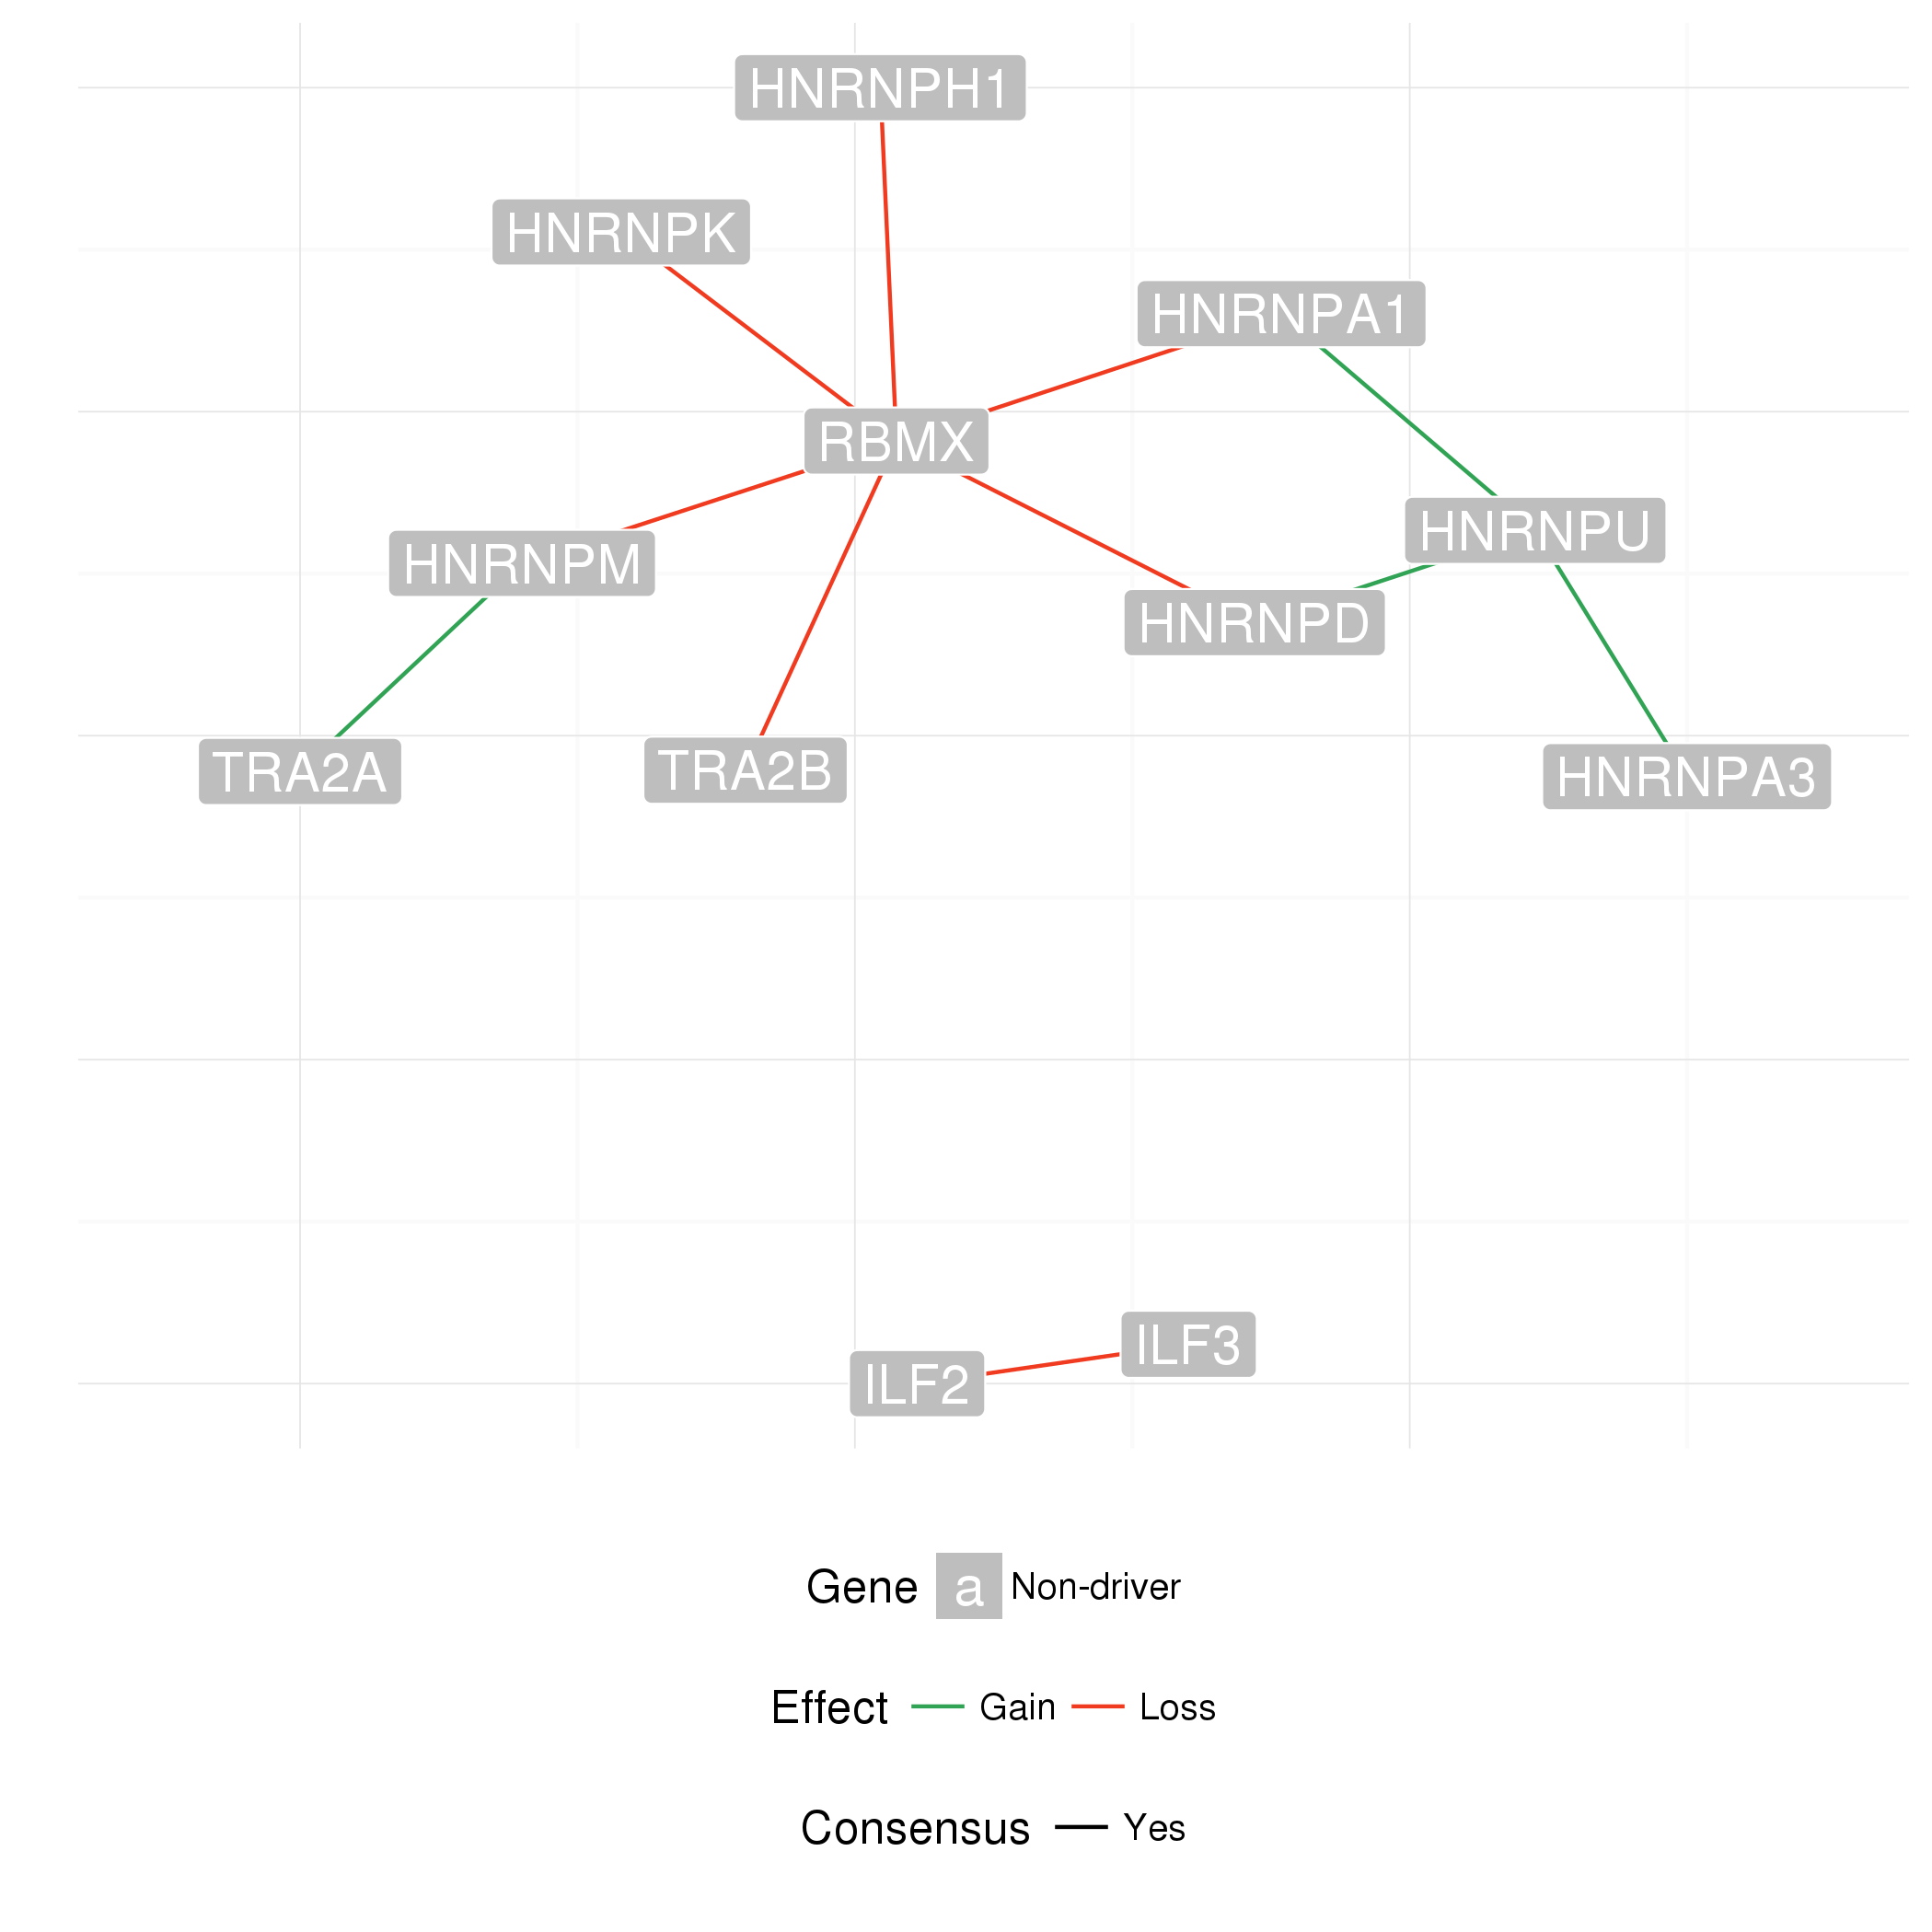 HNRNPH1
HNRNPK
HNRNPA1
RBMX
HNRNPU
HNRNPM
HNRNPD
TRA2A
TRA2B
HNRNPA3
ILF3
ILF2
Gene a Non-driver
Effect Gain Loss
Consensus Yes